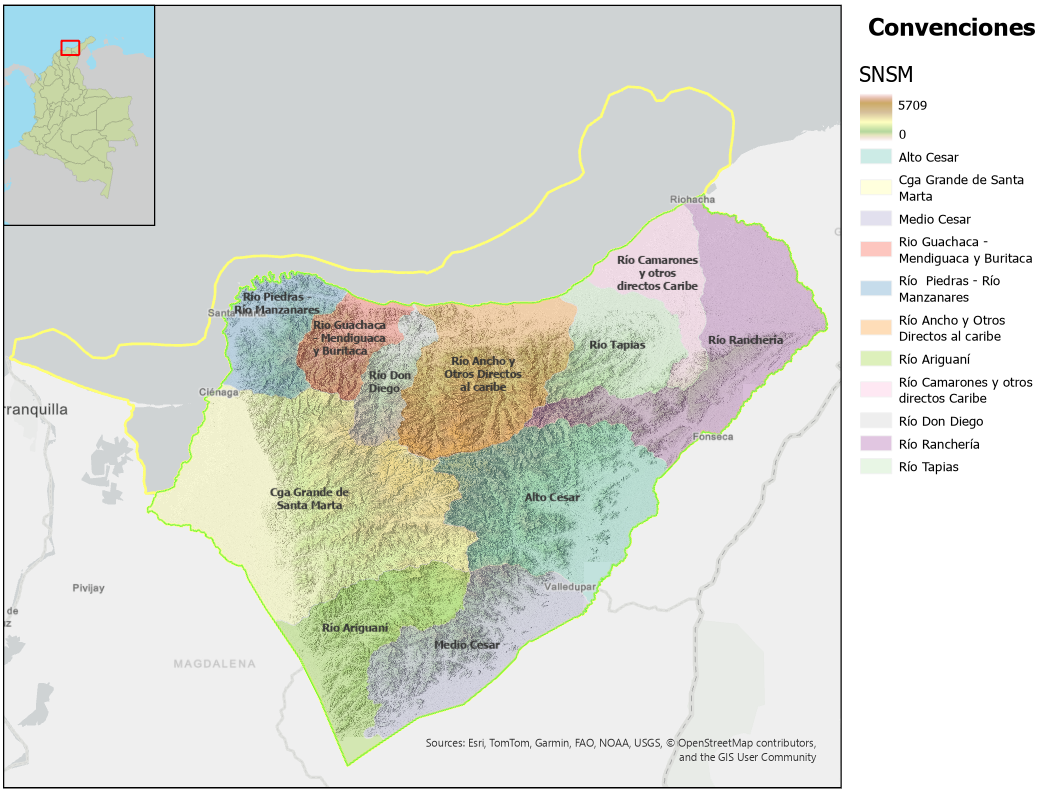 Convenciones
SNSM
5709
0
Alto Cesar
Cga Grande de Santa
Marta
Medio Cesar
Rio Guachaca -
Mendiguaca y Buritaca
Río  Piedras - Río
Manzanares
Río Ancho y Otros
Directos al caribe
Río Ariguaní
Río Camarones y otros
directos Caribe
Río Don Diego
Río Ranchería
Río Tapias
Riohacha
Río Camarones
y otros
directos Caribe
Río Piedras
Río Manzanares
Santa Marta
Río Guachaca
Mendiguaca
y Buritaca
Río Ranchería
Río Tapias
Río Ancho y
Otros Directos
al caribe
Río Don
Diego
Ciénaga
rranquilla
Fonseca
Cga Grande de
Santa Marta
Alto Cesar
Pivijay
Valledupar
de
Río Ariguaní
Medio Cesar
MAGDALENA
Sources: Esri, TomTom, Garmin, FAO, NOAA, USGS, © OpenStreetMap contributors,
and the GIS User Community